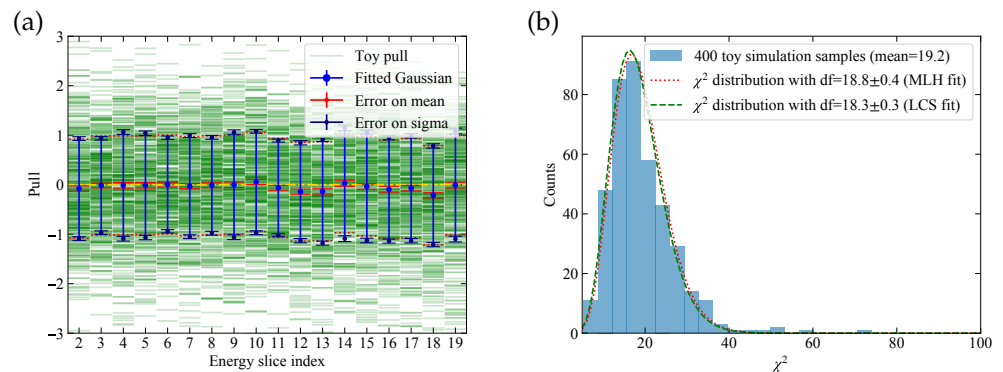 (a)
3
2
1
0
−1
−2
−3
Pull
Toy pull
Fitted Gaussian
Error on mean
Error on sigma
2 3 4 5 6 7 8 9 10 11 12 13 14 15 16 17 18 19
Energy slice index
(b)
80
60
40
20
0
Counts
400 toy simulation samples (mean=19.2)
χ² distribution with df=18.8±0.4 (MLH fit)
χ² distribution with df=18.3±0.3 (LCS fit)
20 40 60 80 100
χ²